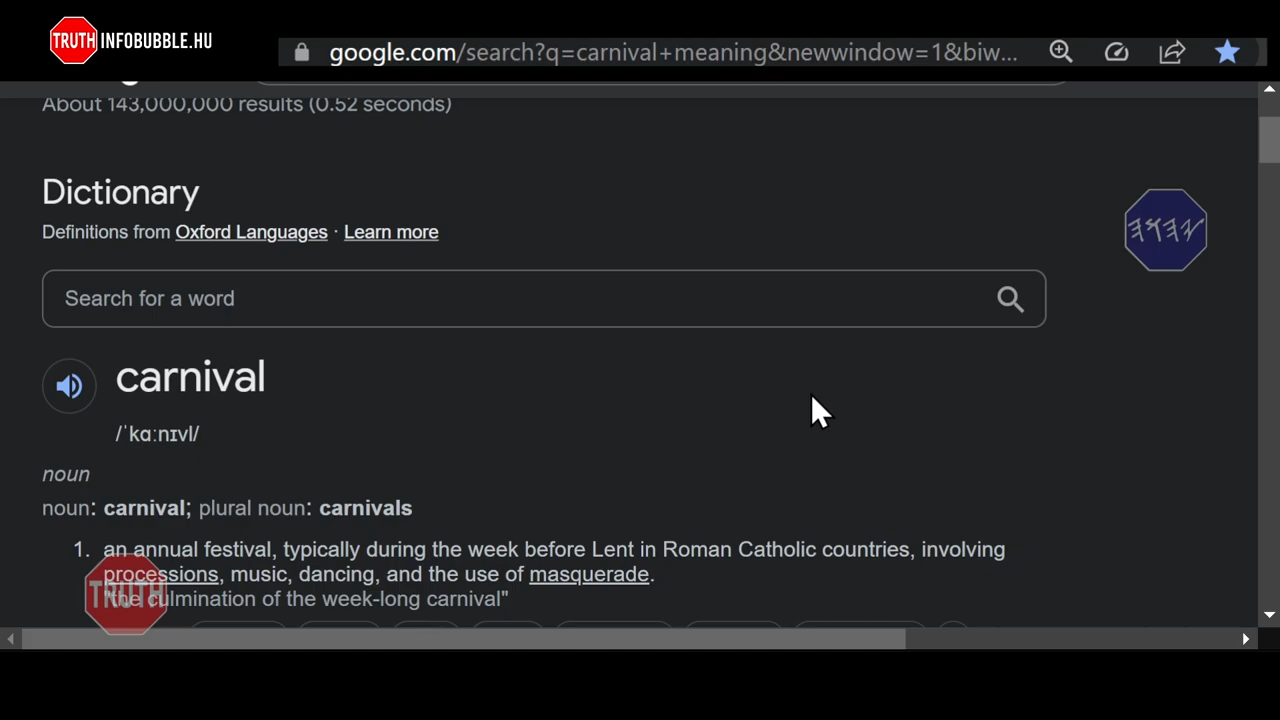 TRUTH INFOBUBBLE.HU
google.com/search?q=carnival+meaning&newwindow=1&biw...
About 143,000,000 results (0.52 seconds)
Dictionary
Definitions from Oxford Languages · Learn more
𐤉𐤄𐤅𐤄
Search for a word
carnival
/ˈkɑːnɪvl/
noun
noun: carnival; plural noun: carnivals
1. an annual festival, typically during the week before Lent in Roman Catholic countries, involving
processions, music, dancing, and the use of masquerade.
"the culmination of the week-long carnival"
TRUTH